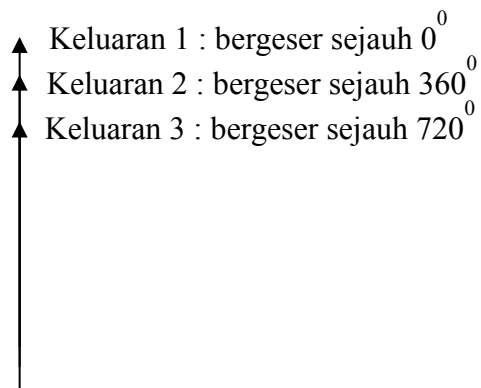 Keluaran 1 : bergeser sejauh 0⁰
Keluaran 2 : bergeser sejauh 360⁰
Keluaran 3 : bergeser sejauh 720⁰